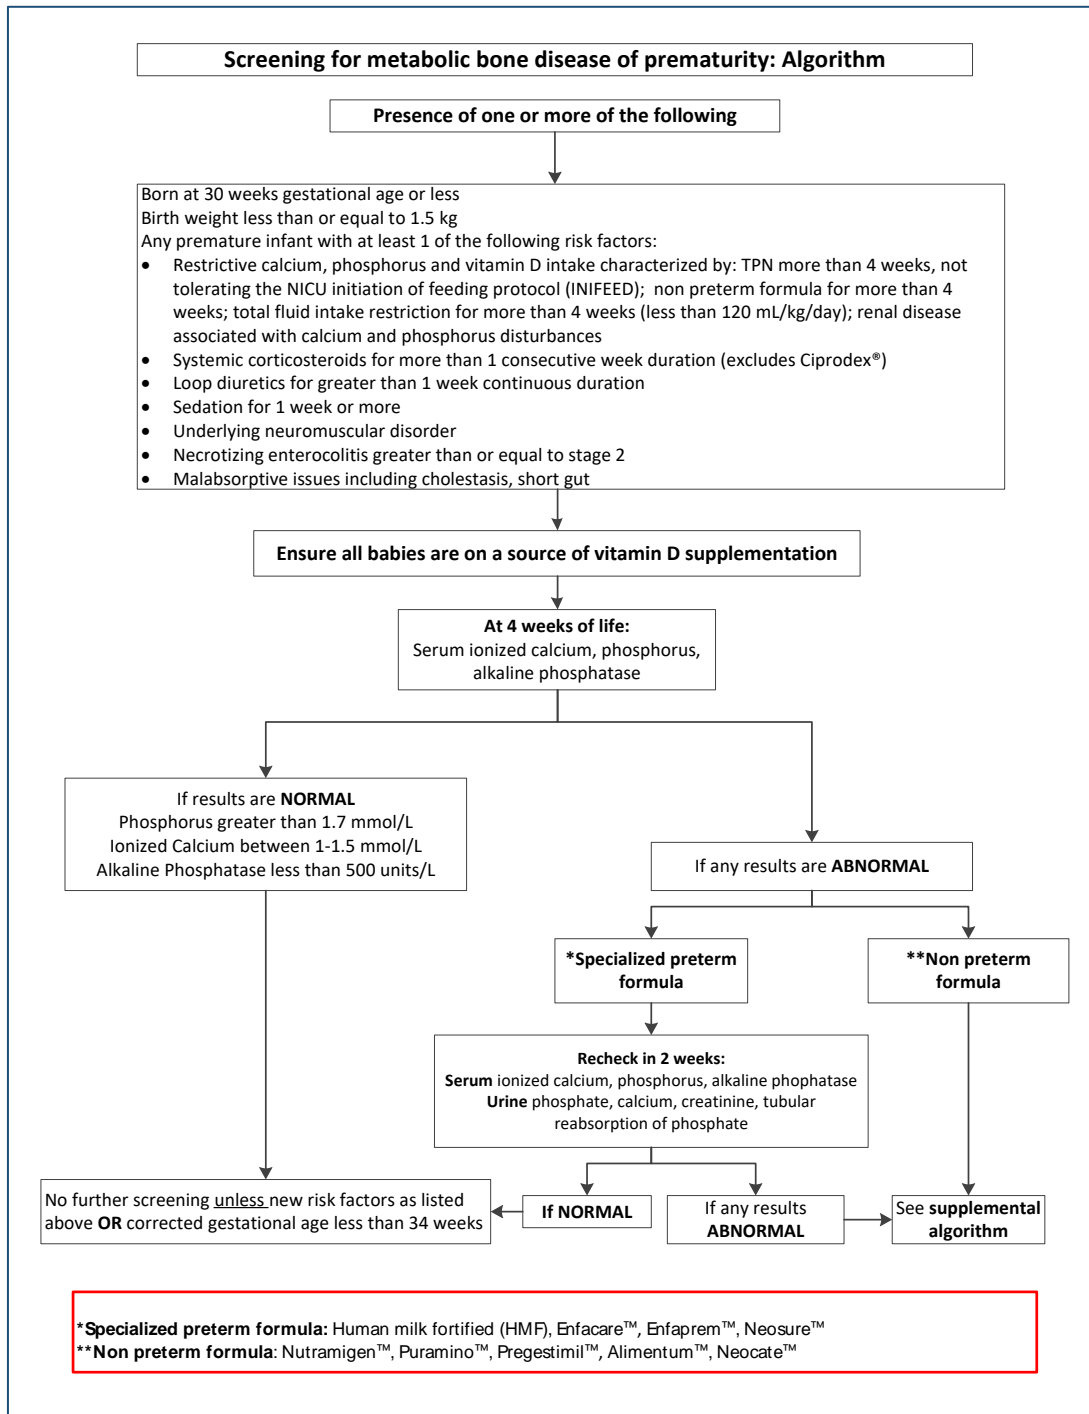 Screening for metabolic bone disease of prematurity: Algorithm
Presence of one or more of the following
Born at 30 weeks gestational age or less
Birth weight less than or equal to 1.5 kg
Any premature infant with at least 1 of the following risk factors:
• Restrictive calcium, phosphorus and vitamin D intake characterized by: TPN more than 4 weeks, not
tolerating the NICU initiation of feeding protocol (INIFEED);  non preterm formula for more than 4
weeks; total fluid intake restriction for more than 4 weeks (less than 120 mL/kg/day); renal disease
associated with calcium and phosphorus disturbances
• Systemic corticosteroids for more than 1 consecutive week duration (excludes Ciprodex®)
• Loop diuretics for greater than 1 week continuous duration
• Sedation for 1 week or more
• Underlying neuromuscular disorder
• Necrotizing enterocolitis greater than or equal to stage 2
• Malabsorptive issues including cholestasis, short gut
Ensure all babies are on a source of vitamin D supplementation
At 4 weeks of life:
Serum ionized calcium, phosphorus,
alkaline phosphatase
If results are NORMAL
Phosphorus greater than 1.7 mmol/L
Ionized Calcium between 1-1.5 mmol/L
Alkaline Phosphatase less than 500 units/L
If any results are ABNORMAL
*Specialized preterm
formula
**Non preterm
formula
Recheck in 2 weeks:
Serum ionized calcium, phosphorus, alkaline phophatase
Urine phosphate, calcium, creatinine, tubular
reabsorption of phosphate
No further screening unless new risk factors as listed
above OR corrected gestational age less than 34 weeks
If NORMAL
If any results
ABNORMAL
See supplemental
algorithm
*Specialized preterm formula: Human milk fortified (HMF), Enfacare™, Enfaprem™, Neosure™
**Non preterm formula: Nutramigen™, Puramino™, Pregestimil™, Alimentum™, Neocate™